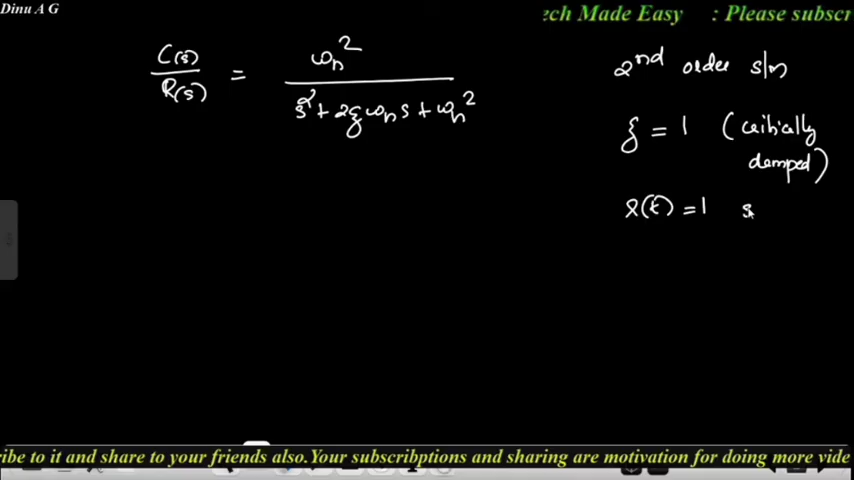 Dinu A G
ech Made Easy : Please subscr
C(s)/R(s) = ωn² / s² + 2ξωn s + ωn²
2nd order s/m
ξ = 1 (critically
damped)
r(t) = 1 s
ribe to it and share to your friends also.Your subscribptions and sharing are motivation for doing more vide